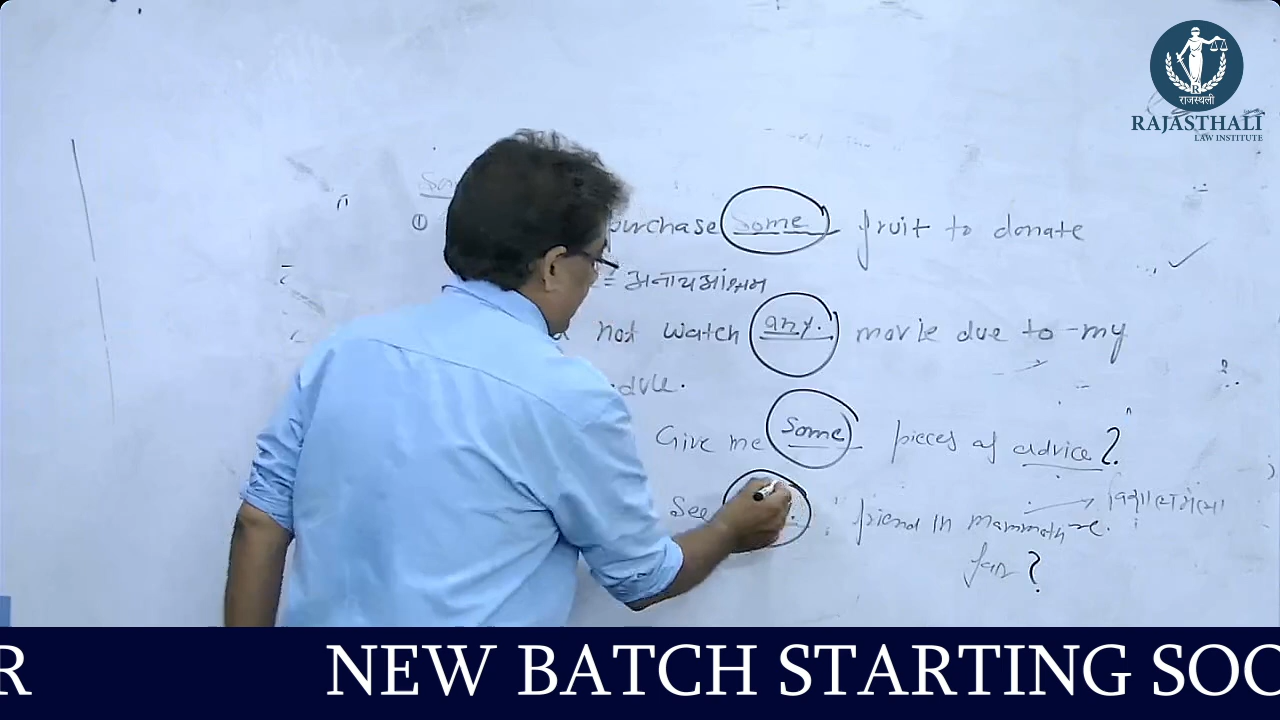 राजस्थली
RAJASTHALI
LAW INSTITUTE
① purchase some fruit to donate
= अनाथआश्रम
not watch any. movie due to my
Give me some pieces of advice?
See friend in mammoth
fair?
R NEW BATCH STARTING SOO